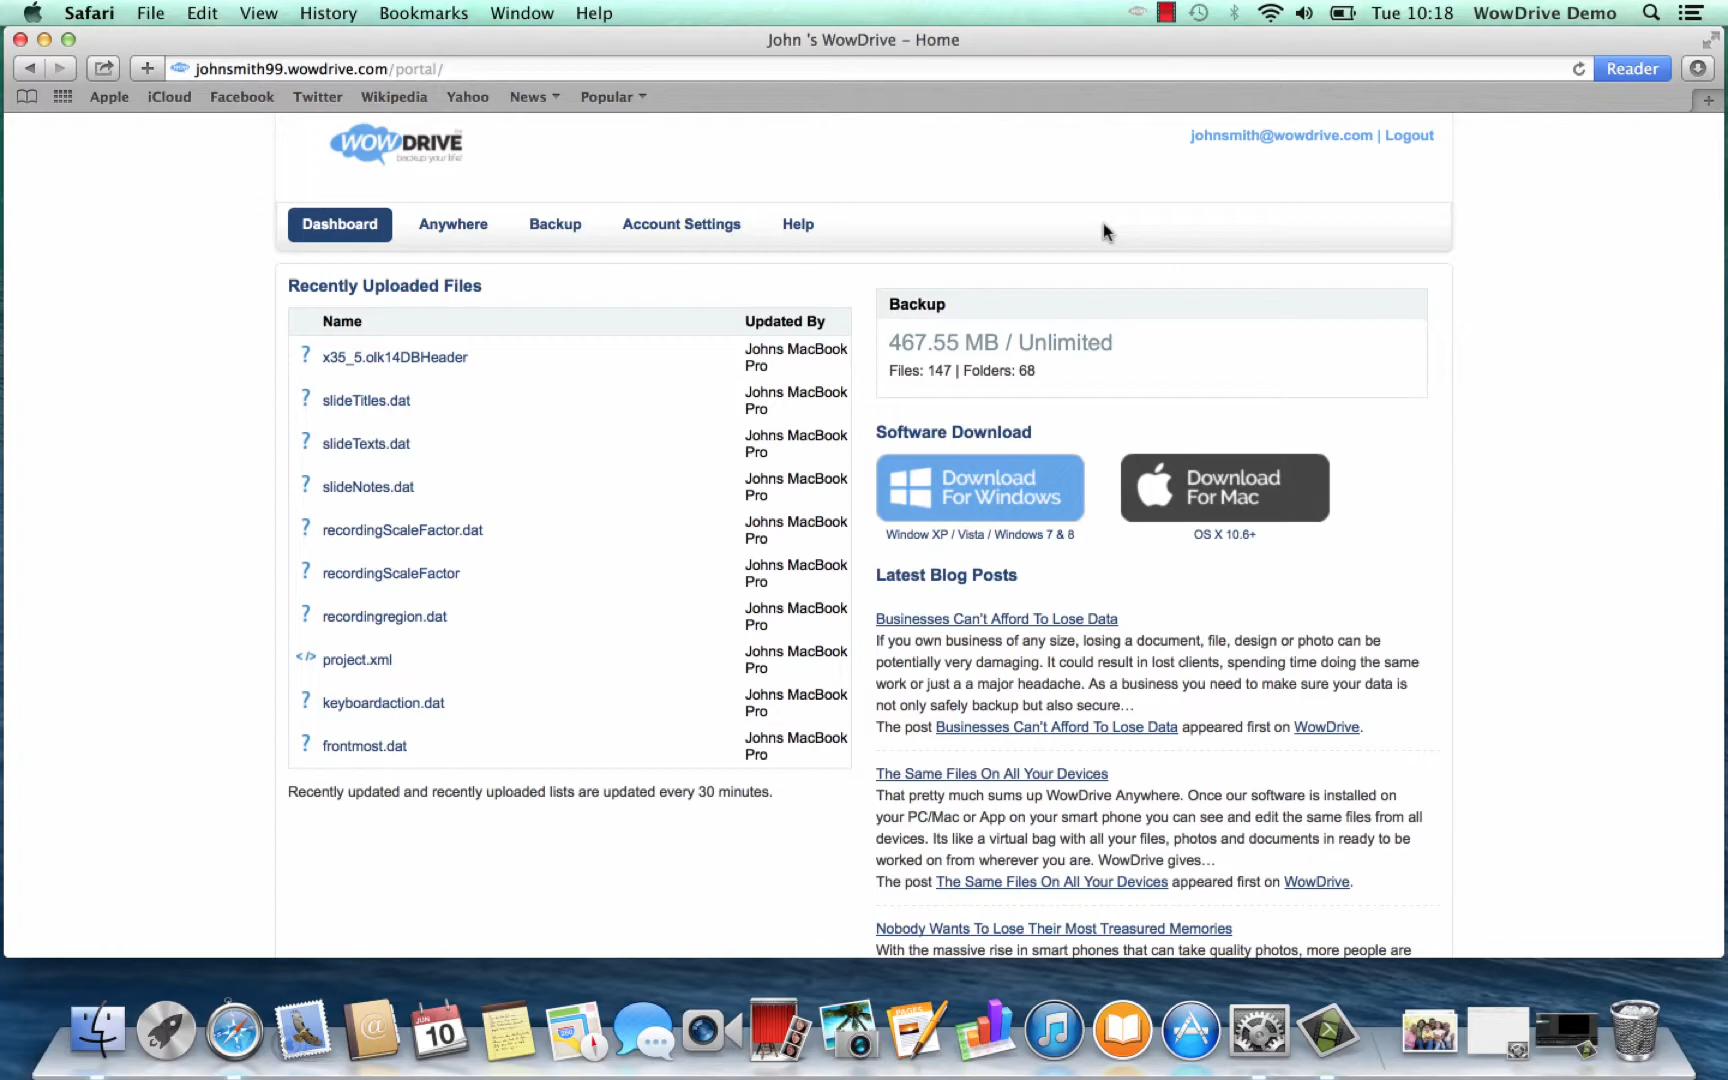 Safari File Edit View History Bookmarks Window Help Tue 10:18 WowDrive Demo
John 's WowDrive – Home
johnsmith99.wowdrive.com/portal/ Reader
Apple iCloud Facebook Twitter Wikipedia Yahoo News Popular
WOWDRIVE
backup your life!
johnsmith@wowdrive.com | Logout
Dashboard Anywhere Backup Account Settings Help
Recently Uploaded Files
Name Updated By
x35_5.olk14DBHeader Johns MacBook
Pro
slideTitles.dat Johns MacBook
Pro
slideTexts.dat Johns MacBook
Pro
slideNotes.dat Johns MacBook
Pro
recordingScaleFactor.dat Johns MacBook
Pro
recordingScaleFactor Johns MacBook
Pro
recordingregion.dat Johns MacBook
Pro
project.xml Johns MacBook
Pro
keyboardaction.dat Johns MacBook
Pro
frontmost.dat Johns MacBook
Pro
Recently updated and recently uploaded lists are updated every 30 minutes.
Backup
467.55 MB / Unlimited
Files: 147 | Folders: 68
Software Download
Download
For Windows
Window XP / Vista / Windows 7 & 8
Download
For Mac
OS X 10.6+
Latest Blog Posts
Businesses Can't Afford To Lose Data
If you own business of any size, losing a document, file, design or photo can be
potentially very damaging. It could result in lost clients, spending time doing the same
work or just a a major headache. As a business you need to make sure your data is
not only safely backup but also secure…
The post Businesses Can't Afford To Lose Data appeared first on WowDrive.
The Same Files On All Your Devices
That pretty much sums up WowDrive Anywhere. Once our software is installed on
your PC/Mac or App on your smart phone you can see and edit the same files from all
devices. Its like a virtual bag with all your files, photos and documents in ready to be
worked on from wherever you are. WowDrive gives…
The post The Same Files On All Your Devices appeared first on WowDrive.
Nobody Wants To Lose Their Most Treasured Memories
With the massive rise in smart phones that can take quality photos, more people are
JUN
10